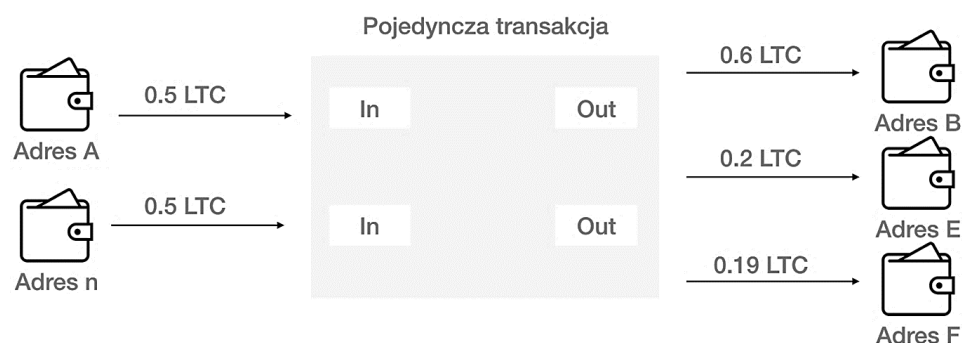 Pojedyncza transakcja
0.5 LTC
Adres A
0.5 LTC
Adres n
In
Out
In
Out
0.6 LTC
Adres B
0.2 LTC
Adres E
0.19 LTC
Adres F